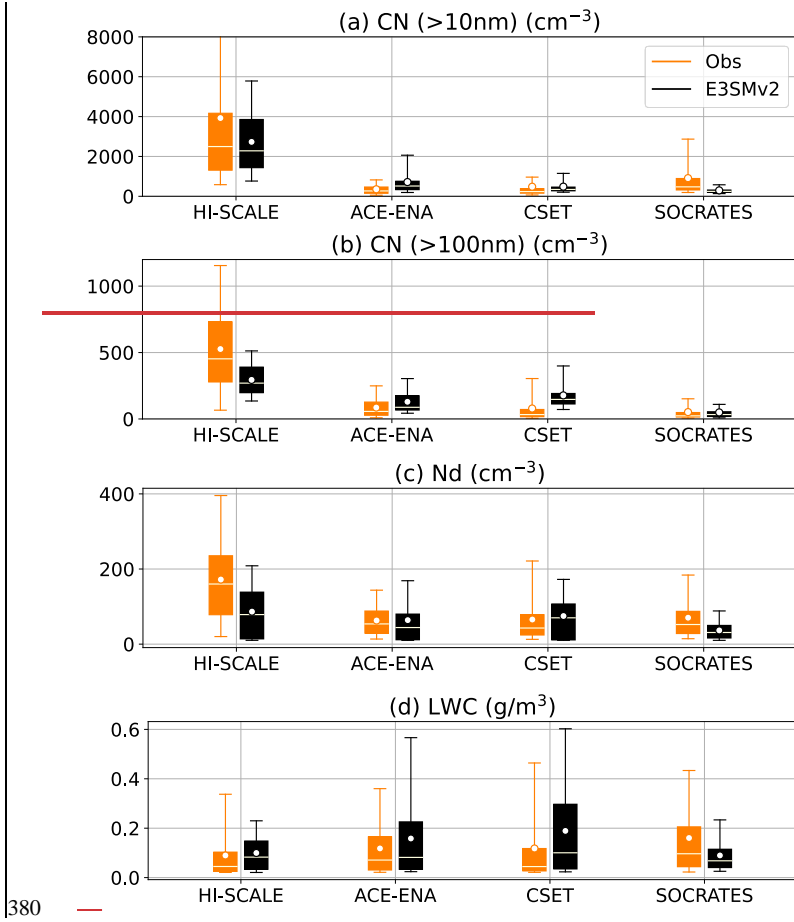 (a) CN (>10nm) (cm⁻³)
8000
6000
4000
2000
0
Obs
E3SMv2
HI-SCALE ACE-ENA CSET SOCRATES
(b) CN (>100nm) (cm⁻³)
1000
500
0
HI-SCALE ACE-ENA CSET SOCRATES
(c) Nd (cm⁻³)
400
200
0
HI-SCALE ACE-ENA CSET SOCRATES
(d) LWC (g/m³)
0.6
0.4
0.2
0.0
HI-SCALE ACE-ENA CSET SOCRATES
380